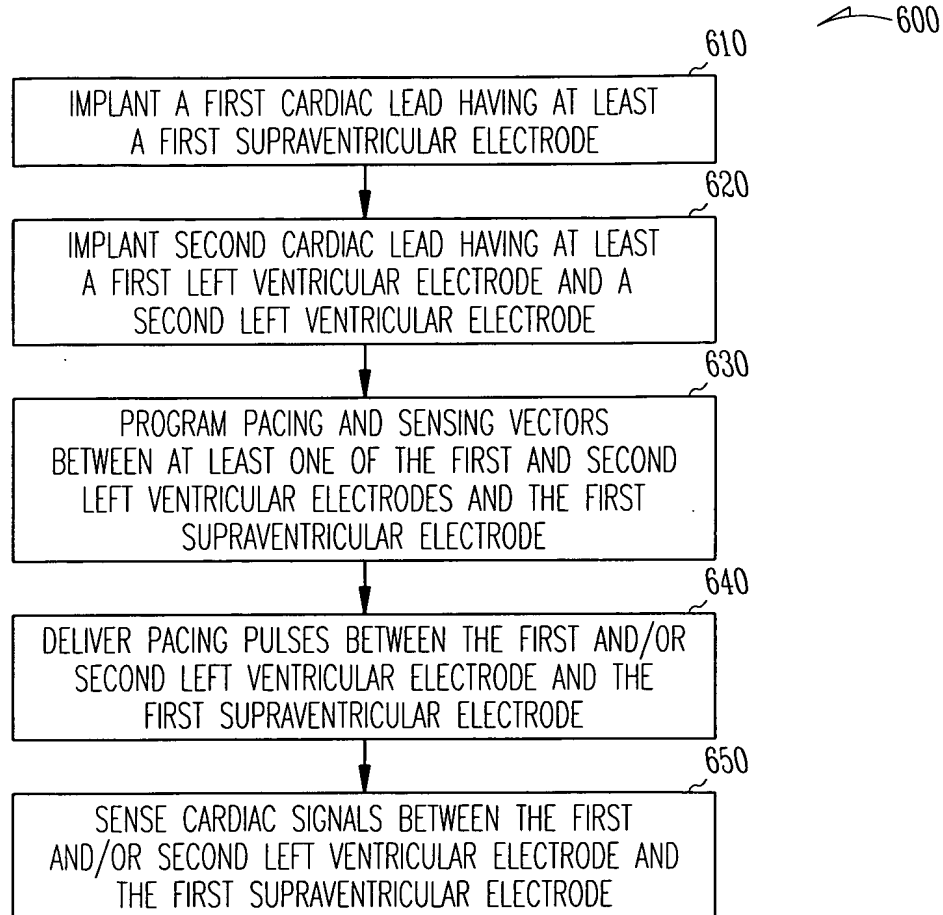 600
610
IMPLANT A FIRST CARDIAC LEAD HAVING AT LEAST
A FIRST SUPRAVENTRICULAR ELECTRODE
620
IMPLANT SECOND CARDIAC LEAD HAVING AT LEAST
A FIRST LEFT VENTRICULAR ELECTRODE AND A
SECOND LEFT VENTRICULAR ELECTRODE
630
PROGRAM PACING AND SENSING VECTORS
BETWEEN AT LEAST ONE OF THE FIRST AND SECOND
LEFT VENTRICULAR ELECTRODES AND THE FIRST
SUPRAVENTRICULAR ELECTRODE
640
DELIVER PACING PULSES BETWEEN THE FIRST AND/OR
SECOND LEFT VENTRICULAR ELECTRODE AND THE
FIRST SUPRAVENTRICULAR ELECTRODE
650
SENSE CARDIAC SIGNALS BETWEEN THE FIRST
AND/OR SECOND LEFT VENTRICULAR ELECTRODE AND
THE FIRST SUPRAVENTRICULAR ELECTRODE